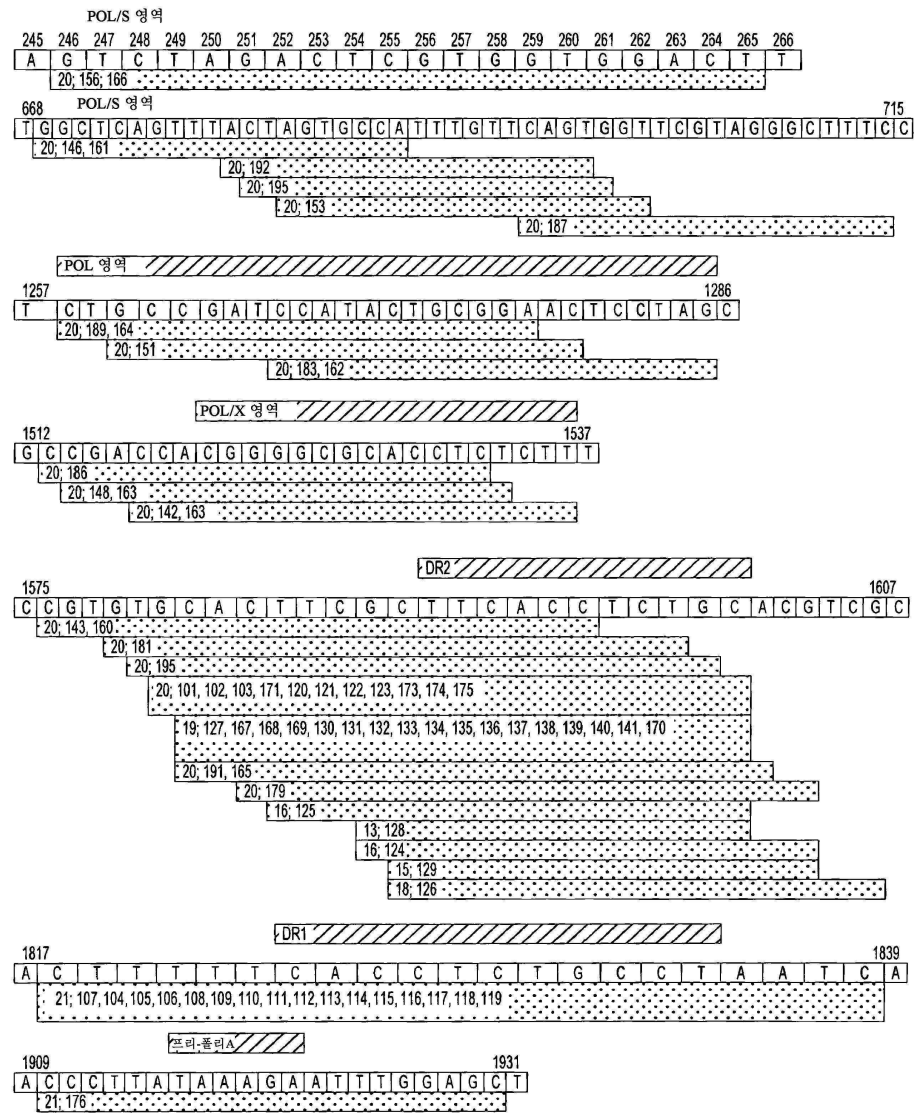 POL/S 영역
245 246 247 248 249 250 251 252 253 254 255 256 257 258 259 260 261 262 263 264 265 266
A G T C T A G A C T C G T G G T G G A C T T
20; 156; 166
POL/S 영역
668 715
T G G C T C A G T T T A C T A G T G C C A T T T G T T C A G T G G T T C G T A G G G C T T T C C
20; 146, 161
20; 192
20; 195
20; 153
20; 187
POL 영역
1257 1286
T C T G C C G A T C C A T A C T G C G G A A C T C C T A G C
20; 189, 164
20; 151
20; 183, 162
POL/X 영역
1512 1537
G C C G A C C A C G G G G C G C A C C T C T C T T T
20; 186
20; 148, 163
20; 142, 163
DR2
1575 1607
C C G T G T G C A C T T C G C T T C A C C T C T G C A C G T C G C
20; 143, 160
20; 181
20; 195
20; 101, 102, 103, 171, 120, 121, 122, 123, 173, 174, 175
19; 127, 167, 168, 169, 130, 131, 132, 133, 134, 135, 136, 137, 138, 139, 140, 141, 170
20; 191, 165
20; 179
16; 125
13; 128
16; 124
15; 129
18; 126
DR1
1817 1839
A C T T T T T C A C C T C T G C C T A A T C A
21; 107, 104, 105, 106, 108, 109, 110, 111, 112, 113, 114, 115, 116, 117, 118, 119
프리-폴리A
1909 1931
A C C C T T A T A A A G A A T T T G G A G C T
21; 176